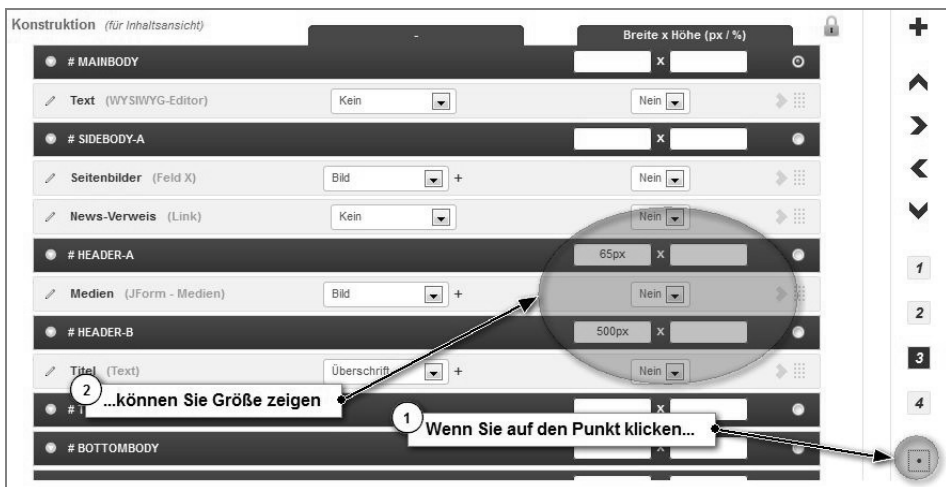 Konstruktion (für Inhaltsansicht)
- Breite x Höhe (px / %)
# MAINBODY x
Text (WYSIWYG-Editor) Kein Nein
# SIDEBODY-A x
Seitenbilder (Feld X) Bild + Nein
News-Verweis (Link) Kein Nein
# HEADER-A 65px x
Medien (JForm - Medien) Bild + Nein
# HEADER-B 500px x
Titel (Text) Überschrift + Nein
2 ...können Sie Größe zeigen
# T x
1 Wenn Sie auf den Punkt klicken...
# BOTTOMBODY
x
1
2
3
4